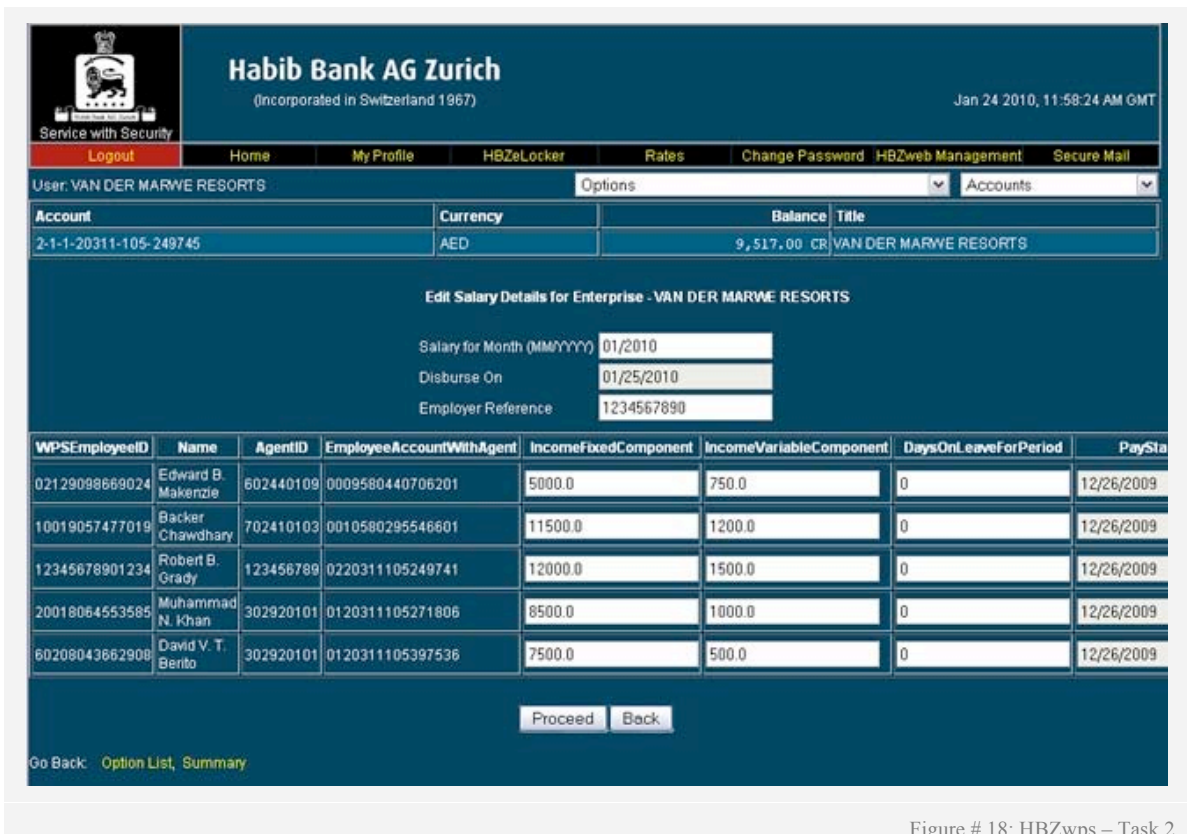 Habib Bank AG Zurich
(Incorporated in Switzerland 1967)
Jan 24 2010, 11:58:24 AM GMT
Service with Security
Logout Home My Profile HBZeLocker Rates Change Password HBZweb Management Secure Mail
User: VAN DER MARWE RESORTS Options Accounts
Account Currency Balance Title
2-1-1-20311-105-249745 AED 9,517.00 CR VAN DER MARWE RESORTS
Edit Salary Details for Enterprise - VAN DER MARWE RESORTS
Salary for Month (MM/YYYY) 01/2010
Disburse On 01/25/2010
Employer Reference 1234567890
WPSEmployeeID Name AgentID EmployeeAccountWithAgent IncomeFixedComponent IncomeVariableComponent DaysOnLeaveForPeriod PaySta
02129098669024 Edward B. Makenzie 602440109 0009580440706201 5000.0 750.0 0 12/26/2009
10019057477019 Backer Chawdhary 702410103 0010580295546601 11500.0 1200.0 0 12/26/2009
12345678901234 Robert B. Grady 123456789 0220311105249741 12000.0 1500.0 0 12/26/2009
20018064553585 Muhammad N. Khan 302920101 0120311105271806 8500.0 1000.0 0 12/26/2009
60208043662908 David V. T. Berito 302920101 0120311105397536 7500.0 500.0 0 12/26/2009
Proceed Back
Go Back: Option List, Summary
Figure # 18: HBZwps – Task 2